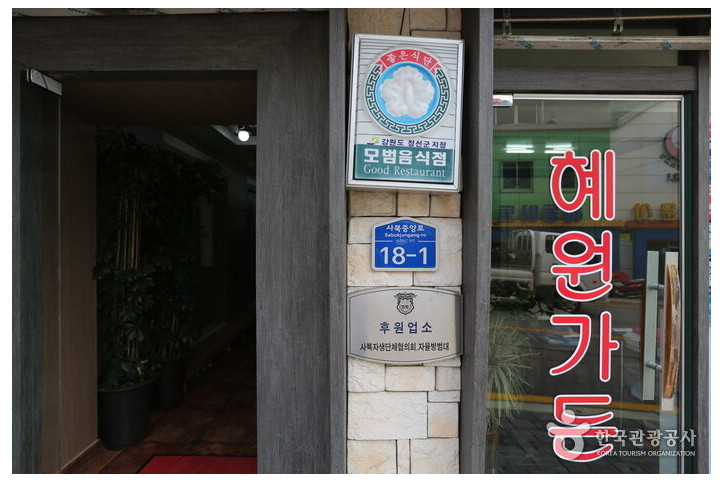 좋은식단
강원도 정선군 지정
모범음식점
Good Restaurant
사북중앙로
Sabukjungang-ro
18-1
후원업소
사북자생단체협의회, 자율방범대
혜원가든
한국관광공사
KOREA TOURISM ORGANIZATION